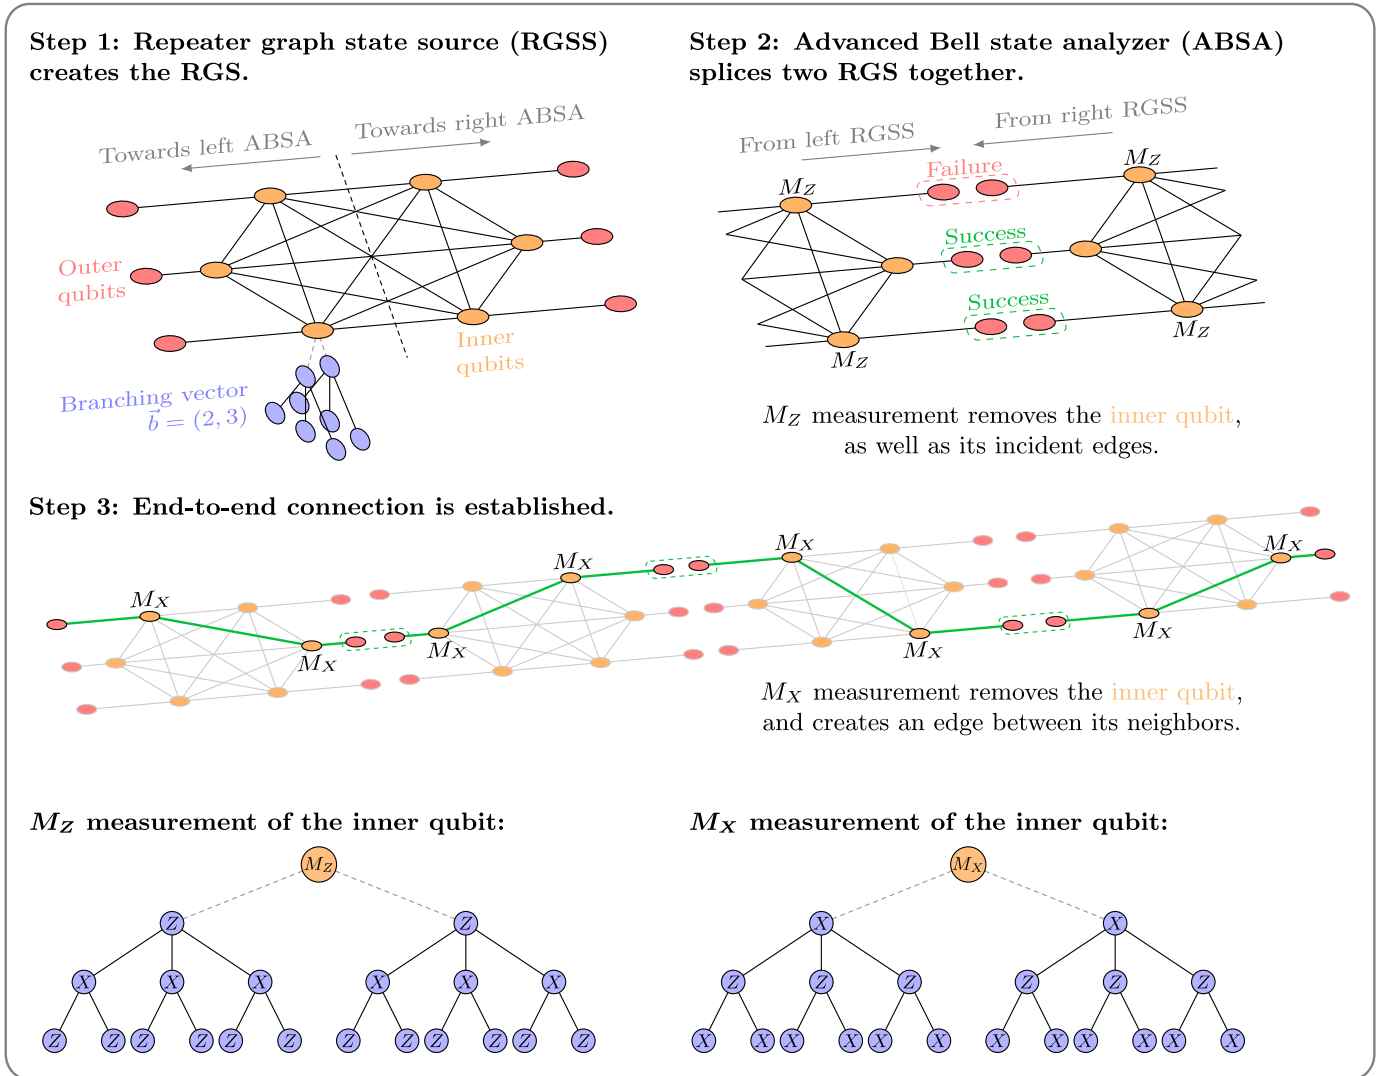 Step 1: Repeater graph state source (RGSS)
creates the RGS.
Towards left ABSA
Towards right ABSA
Outer
qubits
Inner
qubits
Branching vector
b⃗ = (2, 3)
Step 2: Advanced Bell state analyzer (ABSA)
splices two RGS together.
From left RGSS
From right RGSS
Failure
M_Z
M_Z
Success
Success
M_Z
M_Z
M_Z measurement removes the inner qubit,
as well as its incident edges.
Step 3: End-to-end connection is established.
M_X
M_X
M_X
M_X
M_X
M_X
M_X
M_X
M_X measurement removes the inner qubit,
and creates an edge between its neighbors.
M_Z measurement of the inner qubit:
M_Z
Z Z
X X X X X X
Z Z Z Z Z Z Z Z Z Z Z Z
M_X measurement of the inner qubit:
M_X
X X
Z Z Z Z Z Z
X X X X X X X X X X X X